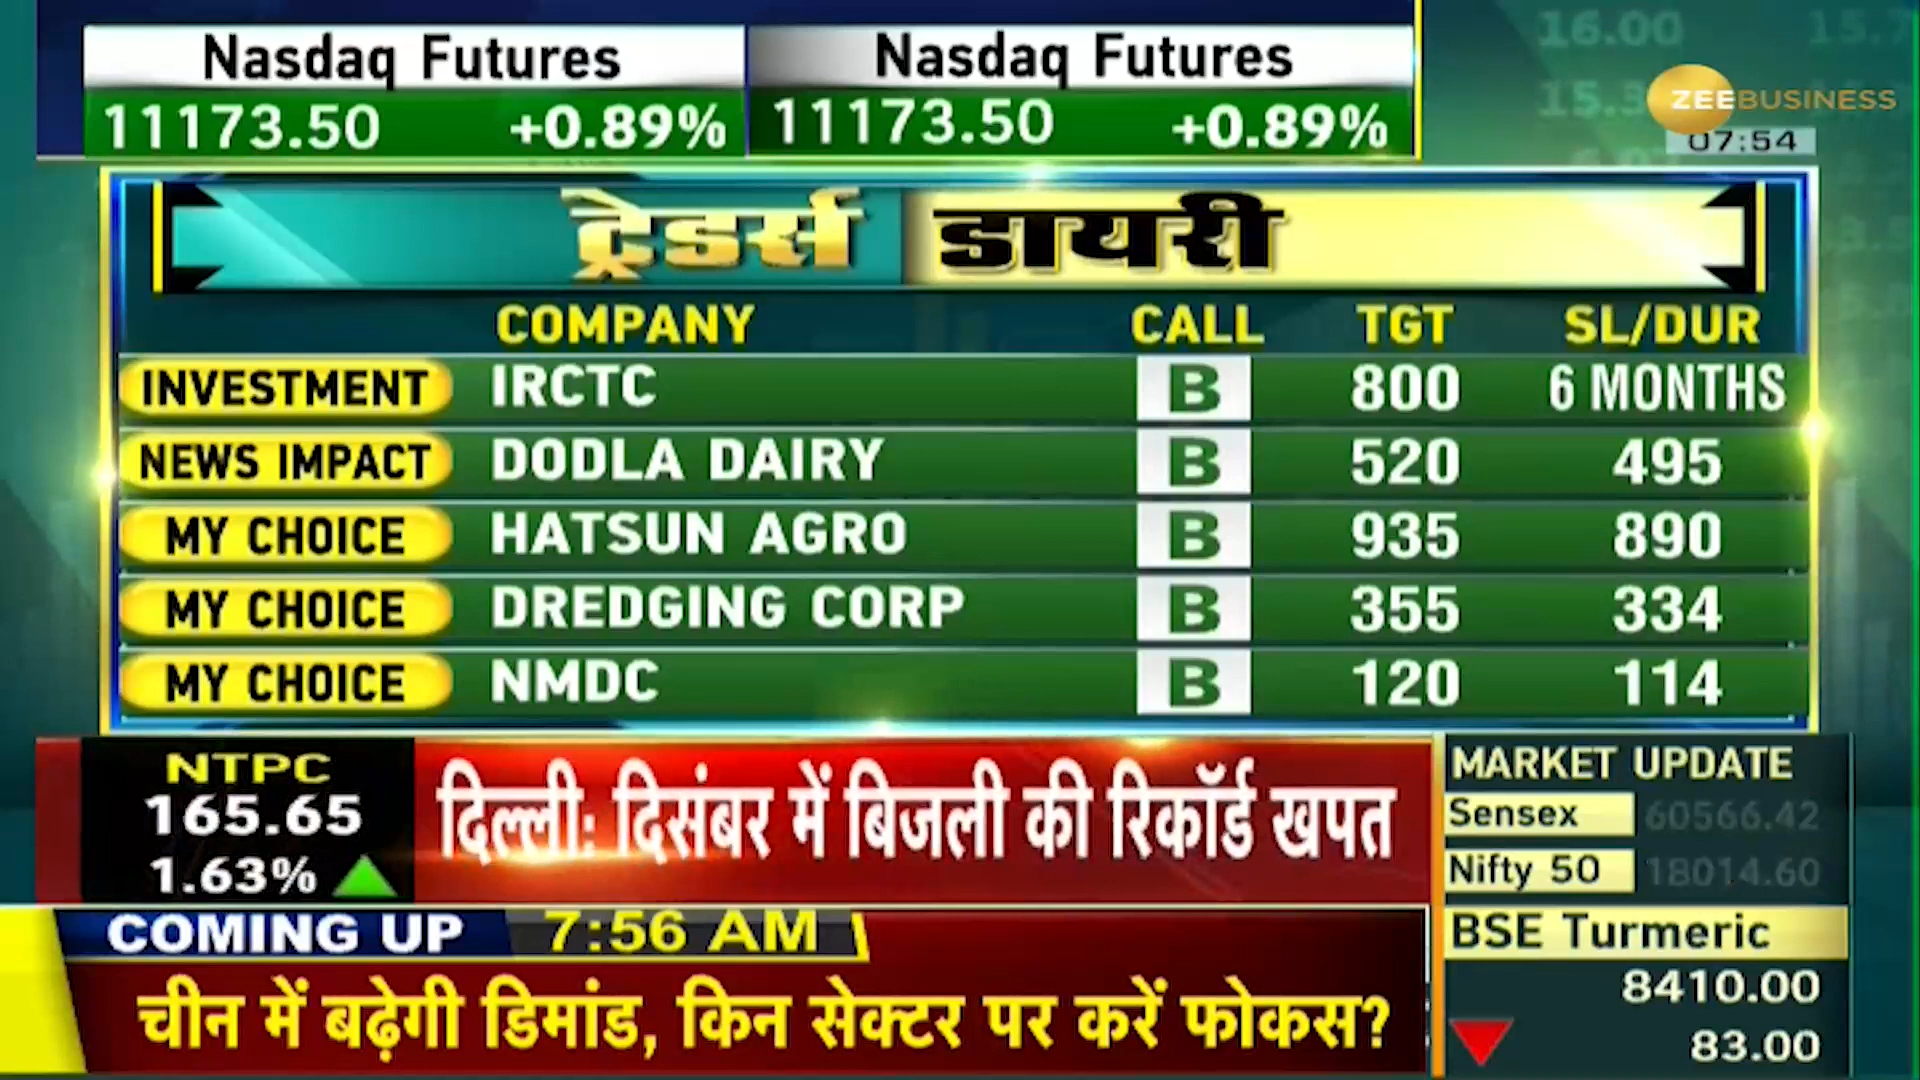 Nasdaq Futures Nasdaq Futures
11173.50 +0.89% 11173.50 +0.89%
16.00
ZEEBUSINESS
07:54
ट्रेडर्स डायरी
COMPANY CALL TGT SL/DUR
INVESTMENT IRCTC B 800 6 MONTHS
NEWS IMPACT DODLA DAIRY B 520 495
MY CHOICE HATSUN AGRO B 935 890
MY CHOICE DREDGING CORP B 355 334
MY CHOICE NMDC B 120 114
NTPC
165.65
1.63%
दिल्ली: दिसंबर में बिजली की रिकॉर्ड खपत
MARKET UPDATE
Sensex 60566.42
Nifty 50 18014.60
BSE Turmeric
8410.00
83.00
COMING UP 7:56 AM
चीन में बढ़ेगी डिमांड, किन सेक्टर पर करें फोकस?